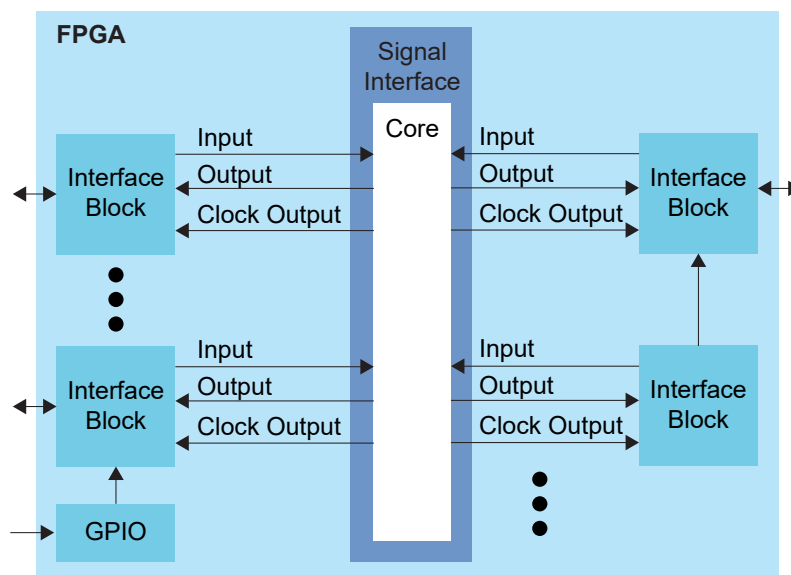 FPGA
Signal
Interface
Core
Input
Output
Clock Output
Interface
Block
Input
Output
Clock Output
Interface
Block
Input
Output
Clock Output
Interface
Block
Input
Output
Clock Output
Interface
Block
GPIO